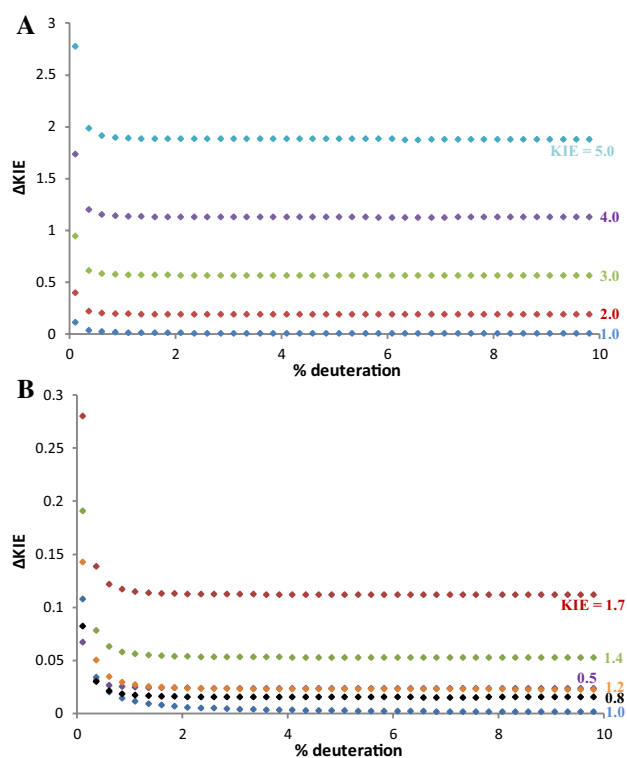 A
3
2.5
2
1.5
1
0.5
0
ΔKIE
KIE = 5.0
4.0
3.0
2.0
1.0
0 2 4 6 8 10
% deuteration
B
0.3
0.25
0.2
0.15
0.1
0.05
0
ΔKIE
KIE = 1.7
1.4
0.5
1.2
0.8
1.0
0 2 4 6 8 10
% deuteration